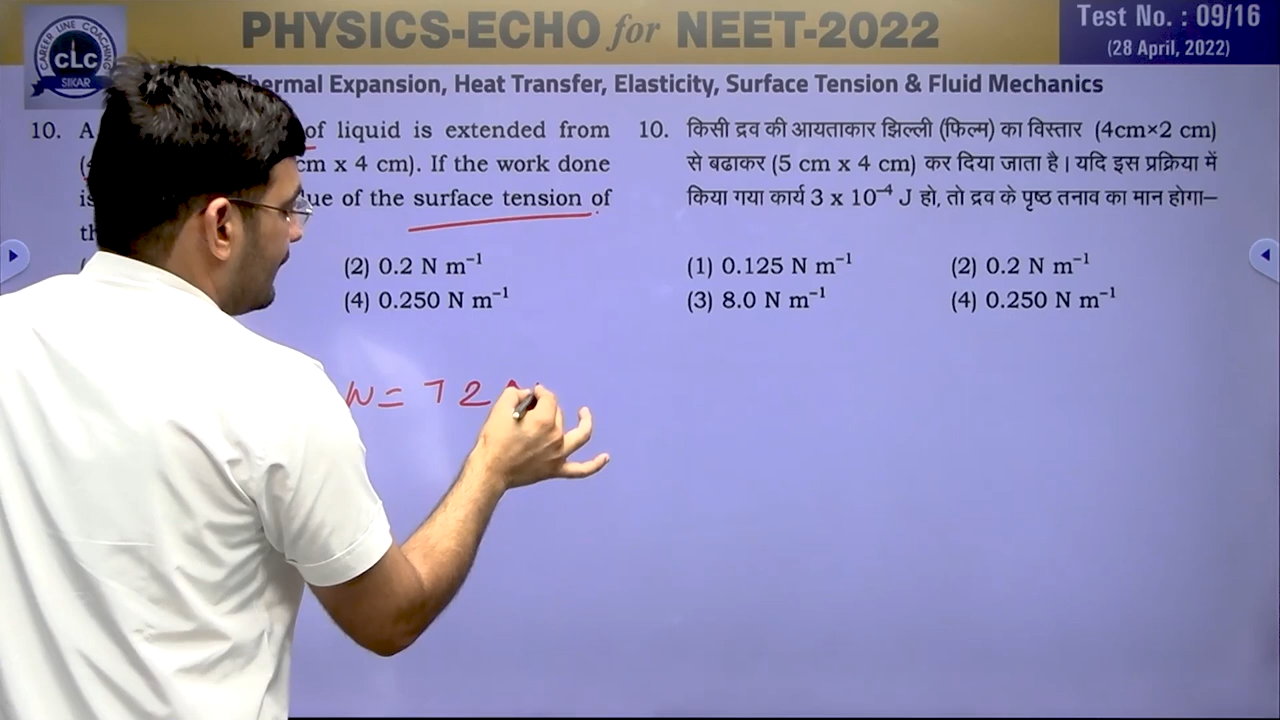 CAREER LINE COACHING
CLC
SIKAR
PHYSICS-ECHO for NEET-2022
Test No. : 09/16
(28 April, 2022)
Thermal Expansion, Heat Transfer, Elasticity, Surface Tension & Fluid Mechanics
10. A of liquid is extended from
cm x 4 cm). If the work done
is ue of the surface tension of
th
(2) 0.2 N m⁻¹
(4) 0.250 N m⁻¹
W = T 2
10. किसी द्रव की आयताकार झिल्ली (फिल्म) का विस्तार (4cm×2 cm)
से बढाकर (5 cm x 4 cm) कर दिया जाता है। यदि इस प्रक्रिया में
किया गया कार्य 3 x 10⁻⁴ J हो, तो द्रव के पृष्ठ तनाव का मान होगा–
(1) 0.125 N m⁻¹ (2) 0.2 N m⁻¹
(3) 8.0 N m⁻¹ (4) 0.250 N m⁻¹